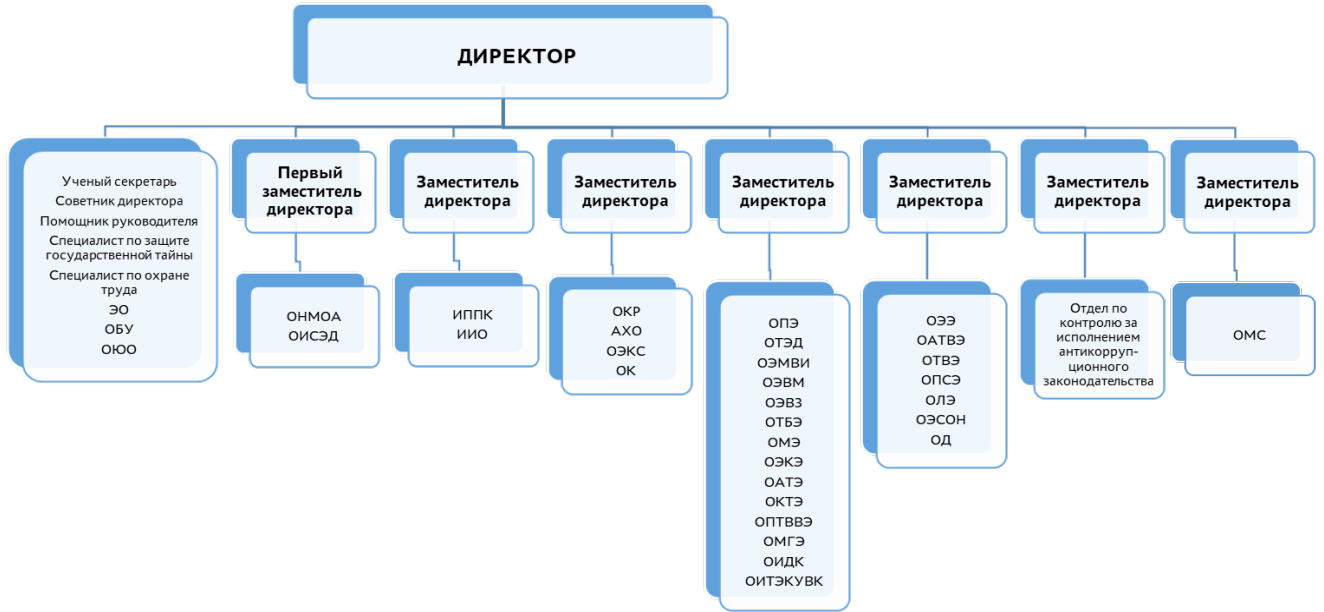 ДИРЕКТОР
Ученый секретарь
Советник директора
Помощник руководителя
Специалист по защите
государственной тайны
Специалист по охране
труда
ЭО
ОБУ
ОЮО
Первый
заместитель
директора
ОНМОА
ОИСЭД
Заместитель
директора
ИППК
ИИО
Заместитель
директора
ОКР
АХО
ОЭКС
ОК
Заместитель
директора
ОПЭ
ОТЭД
ОЭМВИ
ОЭВМ
ОЭВЗ
ОТБЭ
ОМЭ
ОЭКЭ
ОАТЭ
ОКТЭ
ОПТВВЭ
ОМГЭ
ОИДК
ОИТЭКУВК
Заместитель
директора
ОЭЭ
ОАТВЭ
ОТВЭ
ОПСЭ
ОЛЭ
ОЭСОН
ОД
Заместитель
директора
Отдел по
контролю за
исполнением
антикорруп-
ционного
законодательства
Заместитель
директора
ОМС